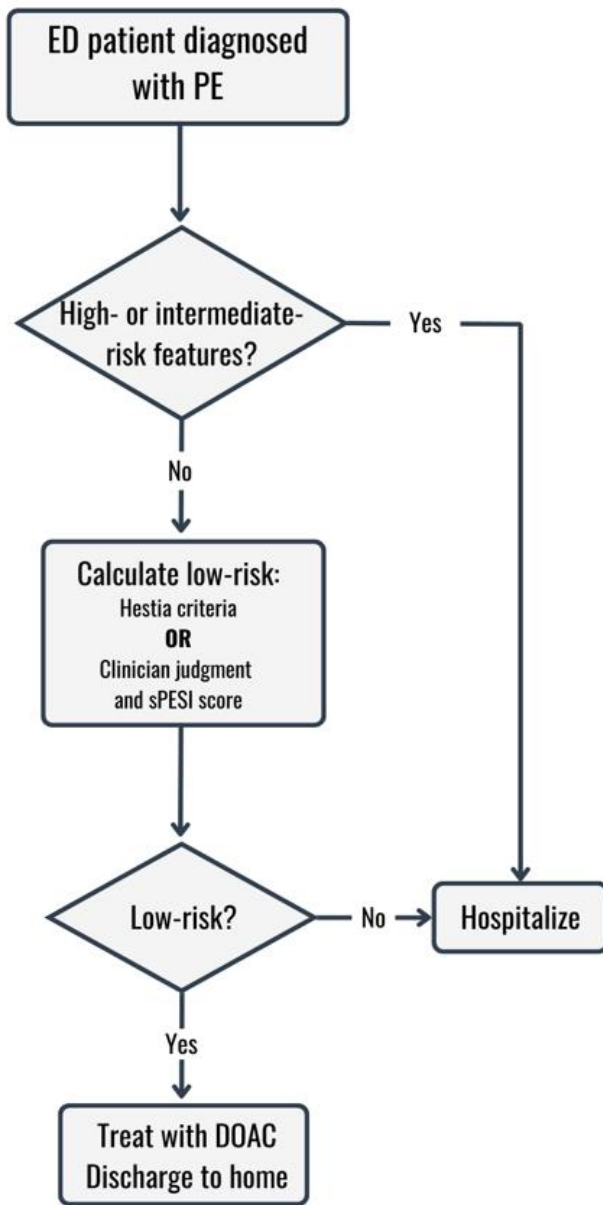 ED patient diagnosed
with PE
High- or intermediate-
risk features?
Yes
No
Calculate low-risk:
Hestia criteria
OR
Clinician judgment
and sPESI score
Low-risk?
No
Hospitalize
Yes
Treat with DOAC
Discharge to home